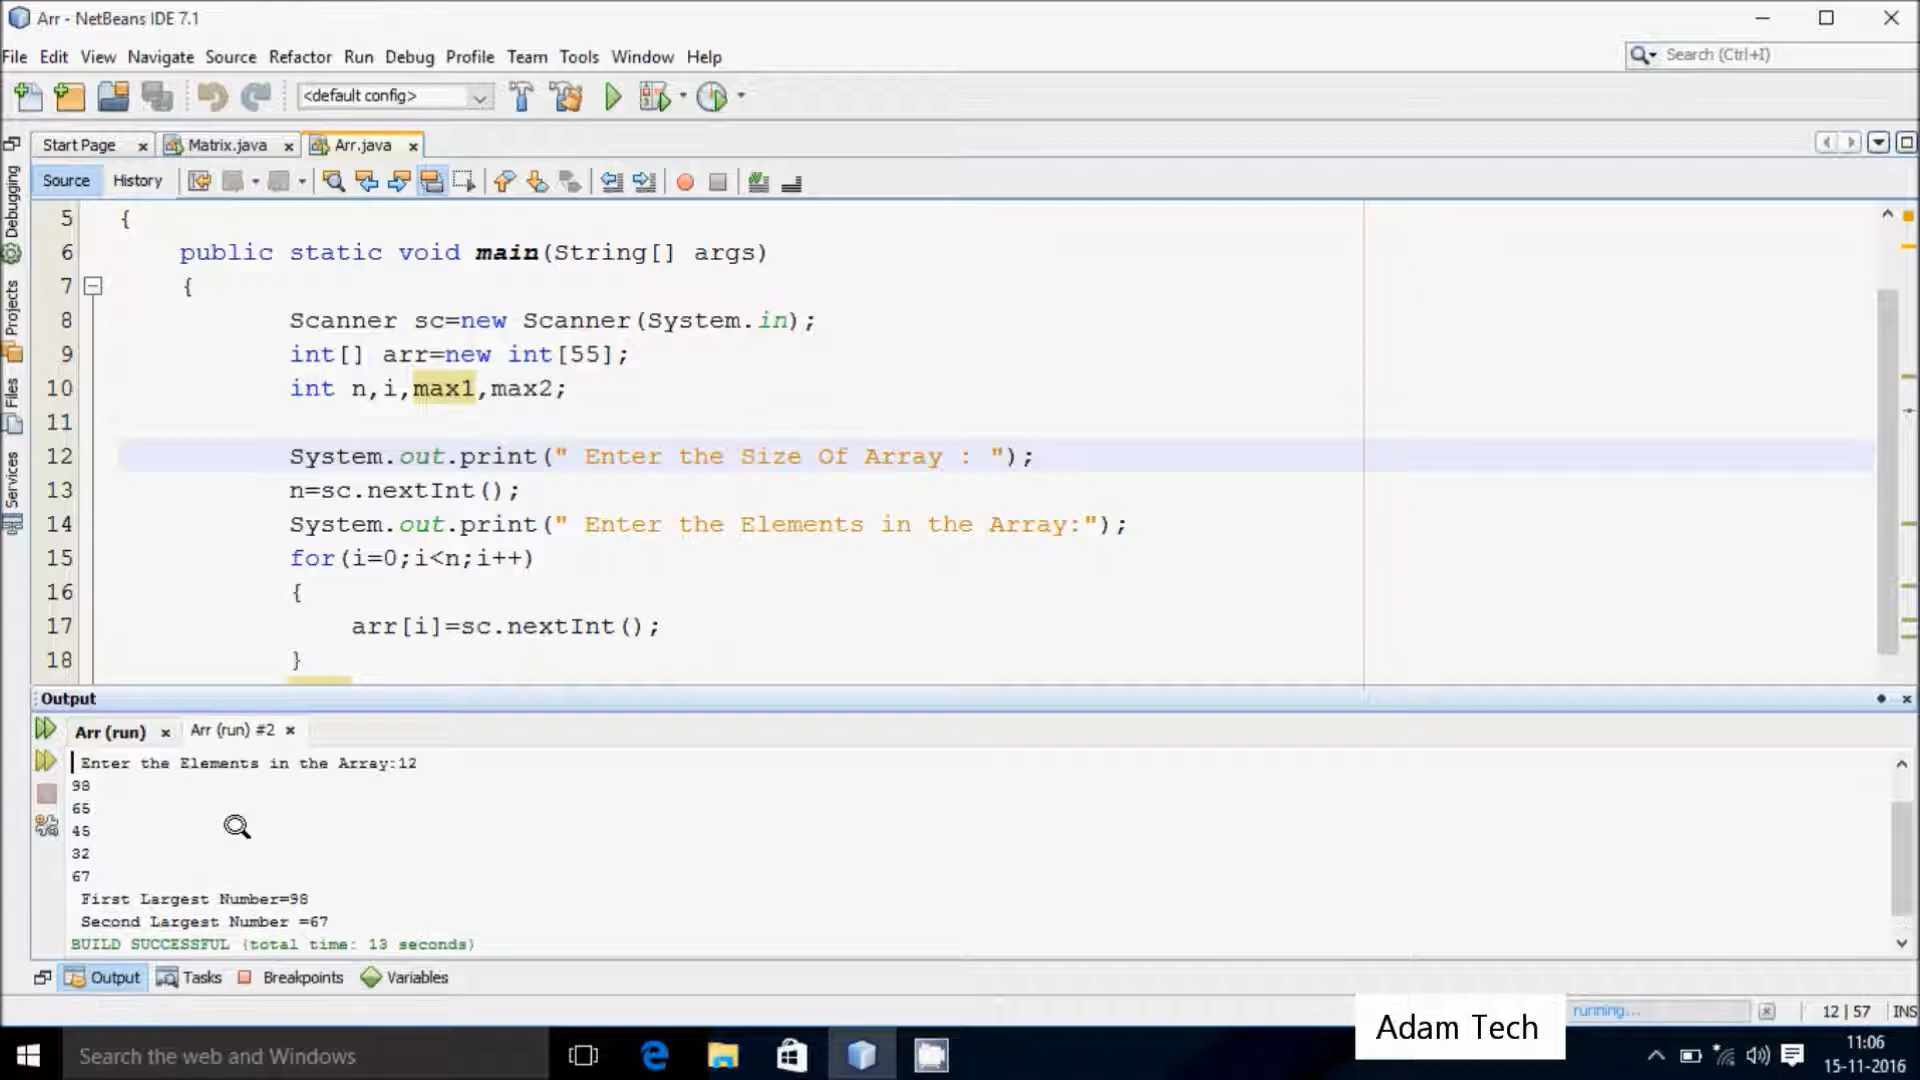 Arr - NetBeans IDE 7.1
File Edit View Navigate Source Refactor Run Debug Profile Team Tools Window Help
Search (Ctrl+I)
<default config>
Start Page
Matrix.java
Arr.java
Source
History
Debugging
Projects
Files
Services
5 {
6 public static void main(String[] args)
7 {
8 Scanner sc=new Scanner(System.in);
9 int[] arr=new int[55];
10 int n,i,max1,max2;
11
12 System.out.print(" Enter the Size Of Array : ");
13 n=sc.nextInt();
14 System.out.print(" Enter the Elements in the Array:");
15 for(i=0;i<n;i++)
16 {
17 arr[i]=sc.nextInt();
18 }
Output
Arr (run)
Arr (run) #2
Enter the Elements in the Array:12
98
65
45
32
67
First Largest Number=98
Second Largest Number =67
BUILD SUCCESSFUL (total time: 13 seconds)
Output
Tasks
Breakpoints
Variables
running...
12 | 57
INS
Adam Tech
Search the web and Windows
11:06
15-11-2016